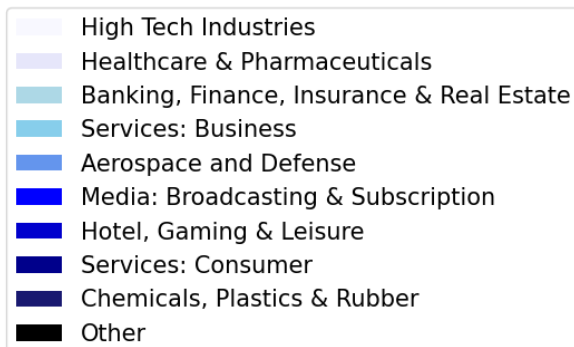 High Tech Industries
Healthcare & Pharmaceuticals
Banking, Finance, Insurance & Real Estate
Services: Business
Aerospace and Defense
Media: Broadcasting & Subscription
Hotel, Gaming & Leisure
Services: Consumer
Chemicals, Plastics & Rubber
Other